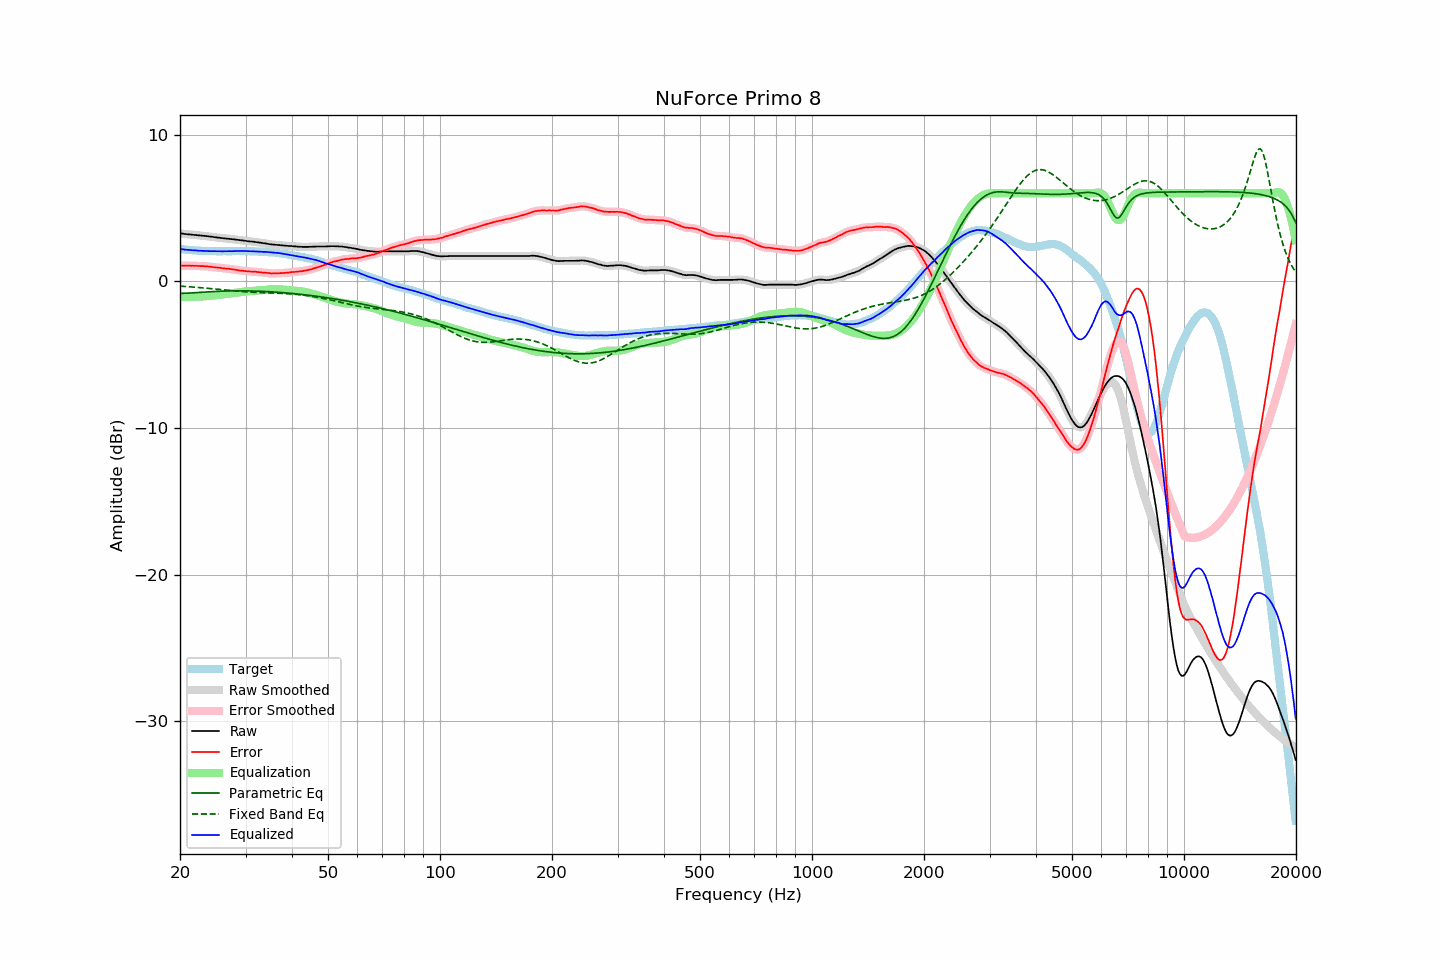 NuForce Primo 8
10
0
−10
−20
−30
Amplitude (dBr)
Target
Raw Smoothed
Error Smoothed
Raw
Error
Equalization
Parametric Eq
Fixed Band Eq
Equalized
20 50 100 200 500 1000 2000 5000 10000 20000
Frequency (Hz)